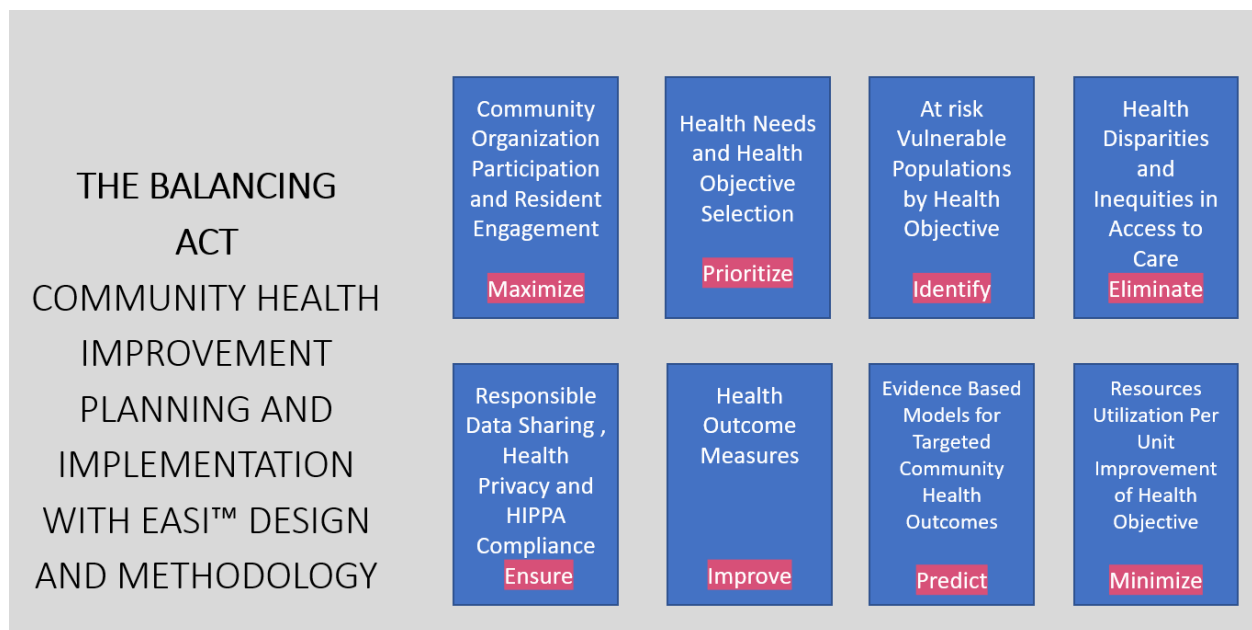 THE BALANCING
ACT
COMMUNITY HEALTH
IMPROVEMENT
PLANNING AND
IMPLEMENTATION
WITH EASI™ DESIGN
AND METHODOLOGY
Community
Organization
Participation
and Resident
Engagement
Maximize
Health Needs
and Health
Objective
Selection
Prioritize
At risk
Vulnerable
Populations
by Health
Objective
Identify
Health
Disparities
and
Inequities in
Access to
Care
Eliminate
Responsible
Data Sharing ,
Health
Privacy and
HIPPA
Compliance
Ensure
Health
Outcome
Measures
Improve
Evidence Based
Models for
Targeted
Community
Health
Outcomes
Predict
Resources
Utilization Per
Unit
Improvement
of Health
Objective
Minimize